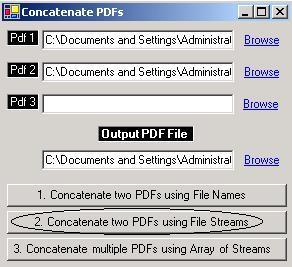 Concatenate PDFs
Pdf 1 C:\Documents and Settings\Administrat Browse
Pdf 2 C:\Documents and Settings\Administrat Browse
Pdf 3 Browse
Output PDF File
C:\Documents and Settings\Administrat Browse
1. Concatenate two PDFs using File Names
2. Concatenate two PDFs using File Streams
3. Concatenate multiple PDFs using Array of Streams